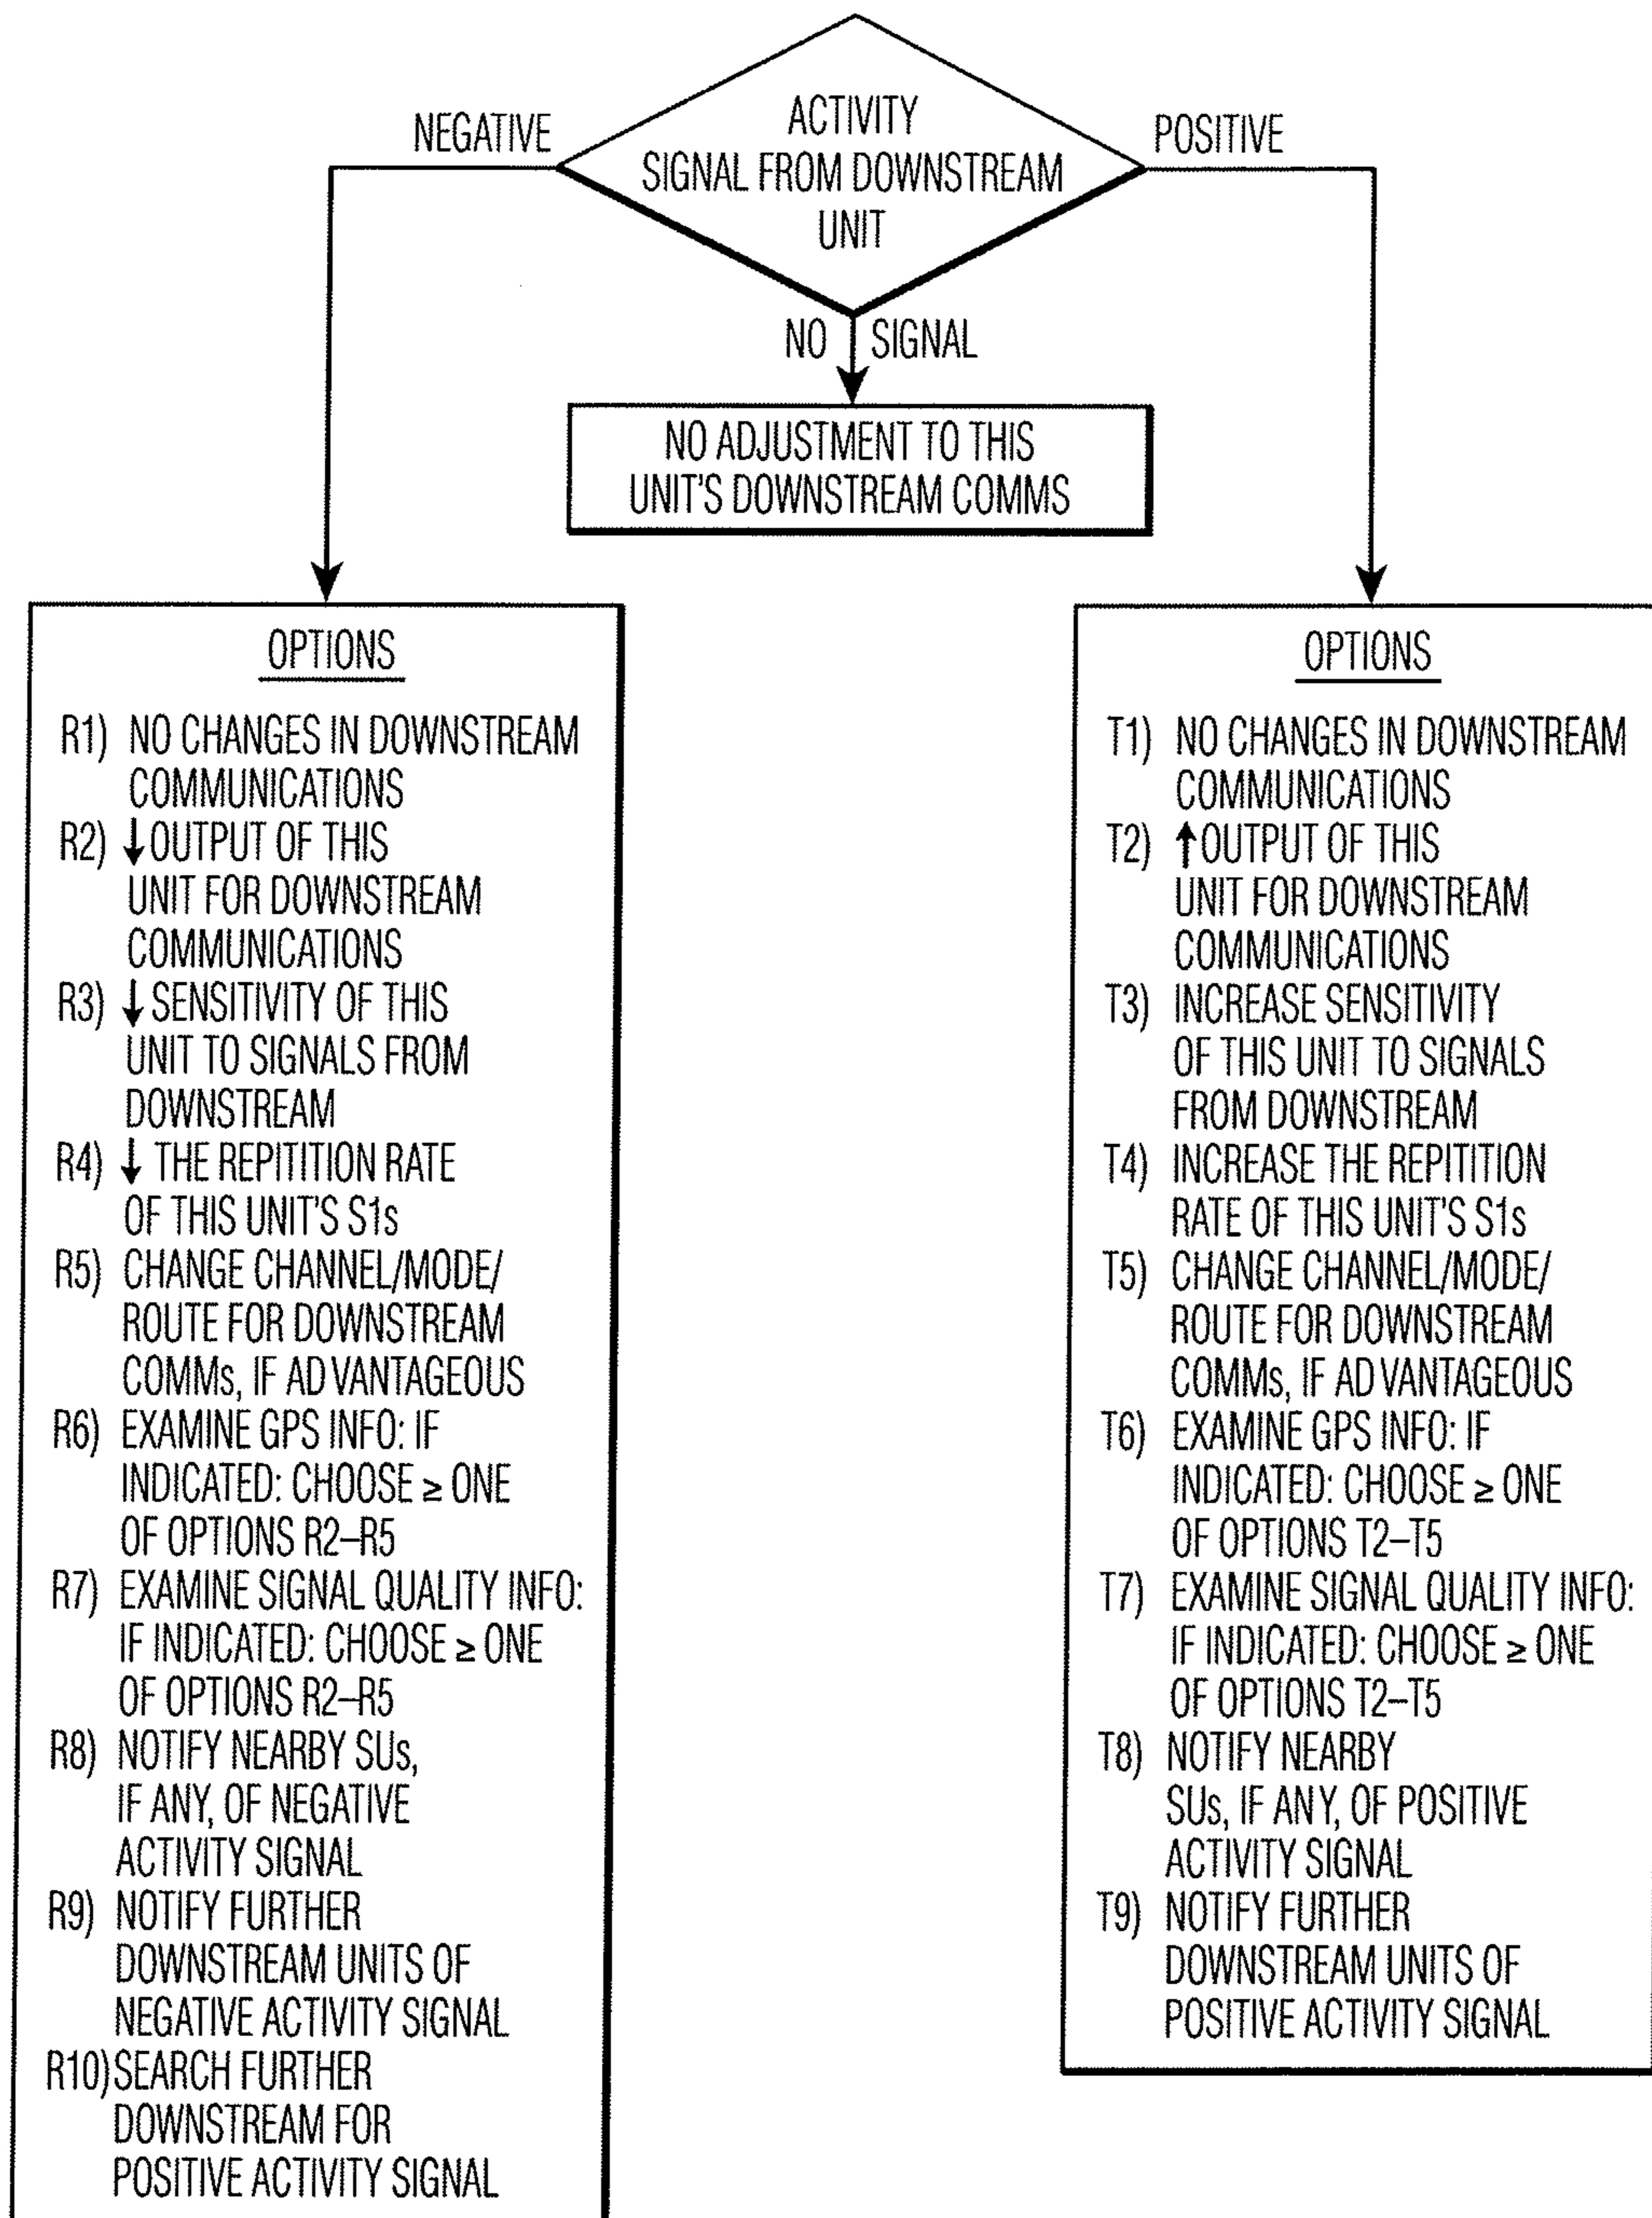 ACTIVITY
SIGNAL FROM DOWNSTREAM
UNIT
NEGATIVE
POSITIVE
NO SIGNAL
NO ADJUSTMENT TO THIS
UNIT'S DOWNSTREAM COMMS
OPTIONS
R1) NO CHANGES IN DOWNSTREAM
COMMUNICATIONS
R2) ↓ OUTPUT OF THIS
UNIT FOR DOWNSTREAM
COMMUNICATIONS
R3) ↓ SENSITIVITY OF THIS
UNIT TO SIGNALS FROM
DOWNSTREAM
R4) ↓ THE REPITITION RATE
OF THIS UNIT'S S1s
R5) CHANGE CHANNEL/MODE/
ROUTE FOR DOWNSTREAM
COMMs, IF AD VANTAGEOUS
R6) EXAMINE GPS INFO: IF
INDICATED: CHOOSE ≥ ONE
OF OPTIONS R2–R5
R7) EXAMINE SIGNAL QUALITY INFO:
IF INDICATED: CHOOSE ≥ ONE
OF OPTIONS R2–R5
R8) NOTIFY NEARBY SUs,
IF ANY, OF NEGATIVE
ACTIVITY SIGNAL
R9) NOTIFY FURTHER
DOWNSTREAM UNITS OF
NEGATIVE ACTIVITY SIGNAL
R10) SEARCH FURTHER
DOWNSTREAM FOR
POSITIVE ACTIVITY SIGNAL
OPTIONS
T1) NO CHANGES IN DOWNSTREAM
COMMUNICATIONS
T2) ↑ OUTPUT OF THIS
UNIT FOR DOWNSTREAM
COMMUNICATIONS
T3) INCREASE SENSITIVITY
OF THIS UNIT TO SIGNALS
FROM DOWNSTREAM
T4) INCREASE THE REPITITION
RATE OF THIS UNIT'S S1s
T5) CHANGE CHANNEL/MODE/
ROUTE FOR DOWNSTREAM
COMMs, IF AD VANTAGEOUS
T6) EXAMINE GPS INFO: IF
INDICATED: CHOOSE ≥ ONE
OF OPTIONS T2–T5
T7) EXAMINE SIGNAL QUALITY INFO:
IF INDICATED: CHOOSE ≥ ONE
OF OPTIONS T2–T5
T8) NOTIFY NEARBY
SUs, IF ANY, OF POSITIVE
ACTIVITY SIGNAL
T9) NOTIFY FURTHER
DOWNSTREAM UNITS OF
POSITIVE ACTIVITY SIGNAL